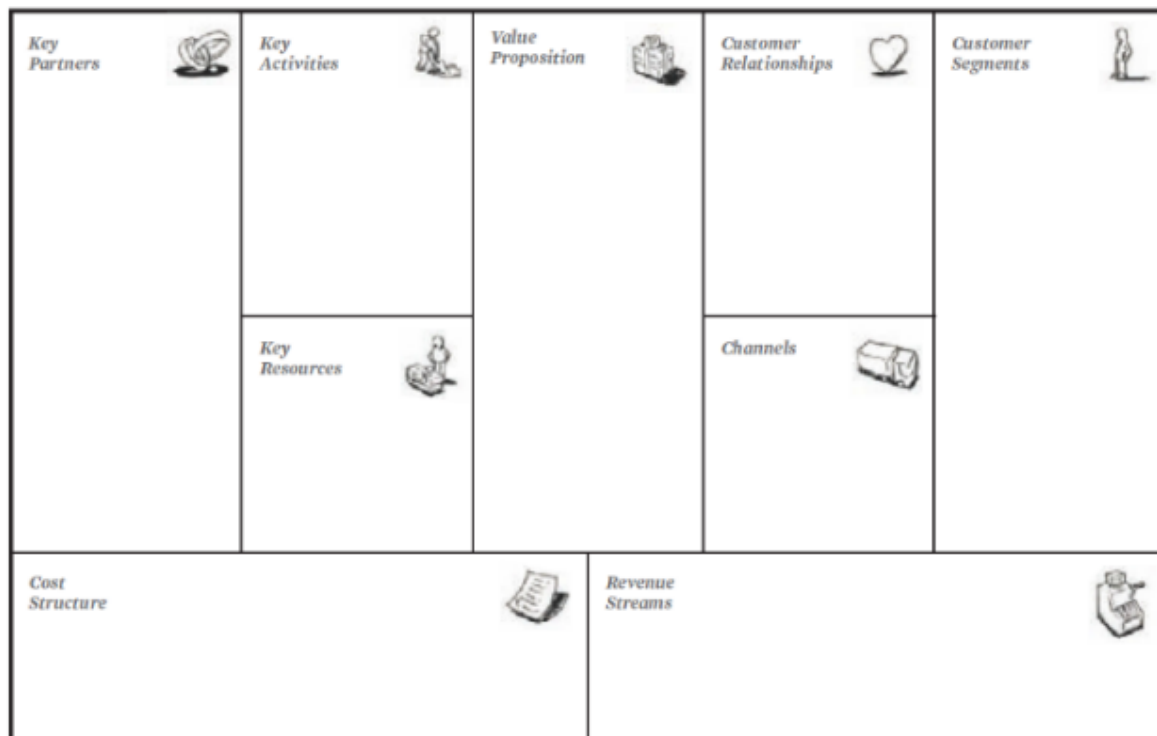 Key
Partners
Key
Activities
Value
Proposition
Customer
Relationships
Customer
Segments
Key
Resources
Channels
Cost
Structure
Revenue
Streams